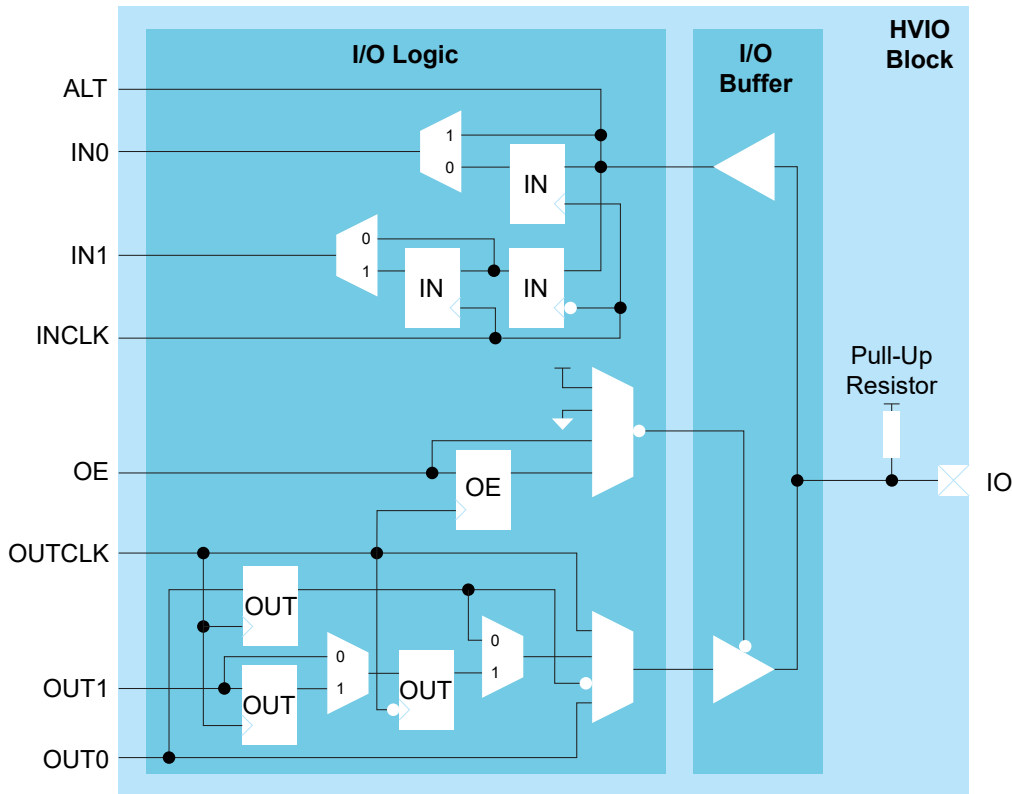 HVIO
Block
I/O Logic
I/O
Buffer
ALT
1
IN0
0
IN
0
IN1
1
IN
IN
INCLK
Pull-Up
Resistor
OE
OE
IO
OUTCLK
OUT
0
0
1
OUT1
1
OUT
OUT
OUT0